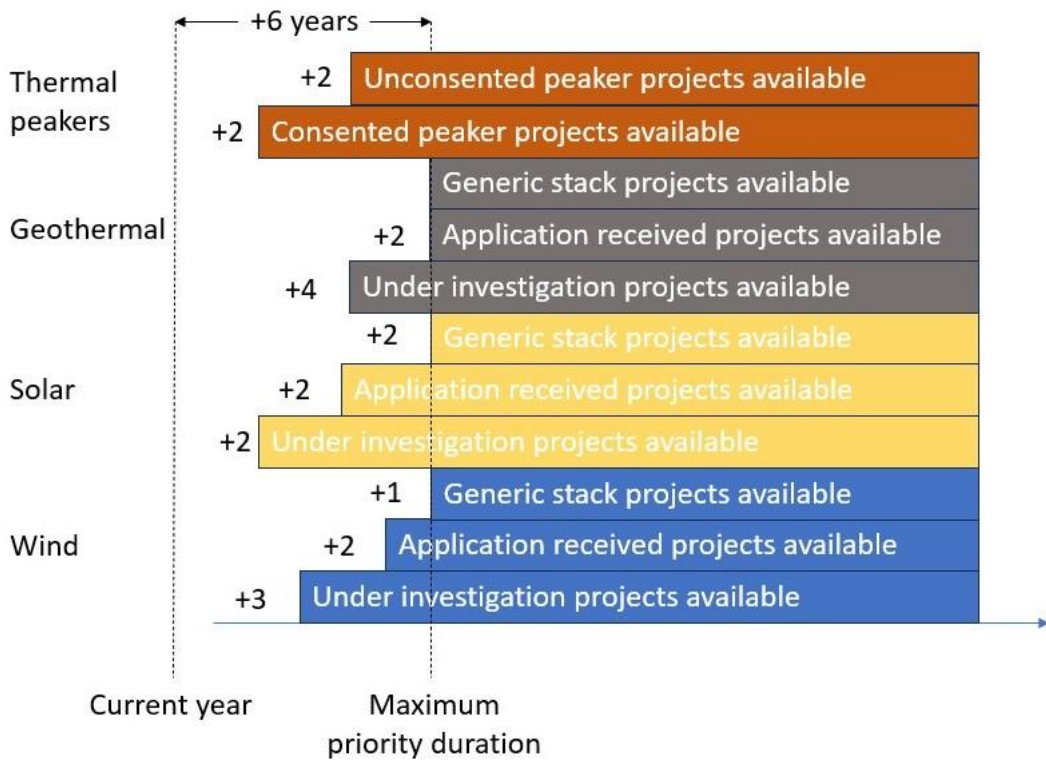 +6 years
Thermal
peakers
+2
Unconsented peaker projects available
+2
Consented peaker projects available
Generic stack projects available
Geothermal
+2
Application received projects available
+4
Under investigation projects available
+2
Generic stack projects available
Solar
+2
Application received projects available
+2
Under investigation projects available
+1
Generic stack projects available
Wind
+2
Application received projects available
+3
Under investigation projects available
Current year
Maximum
priority duration